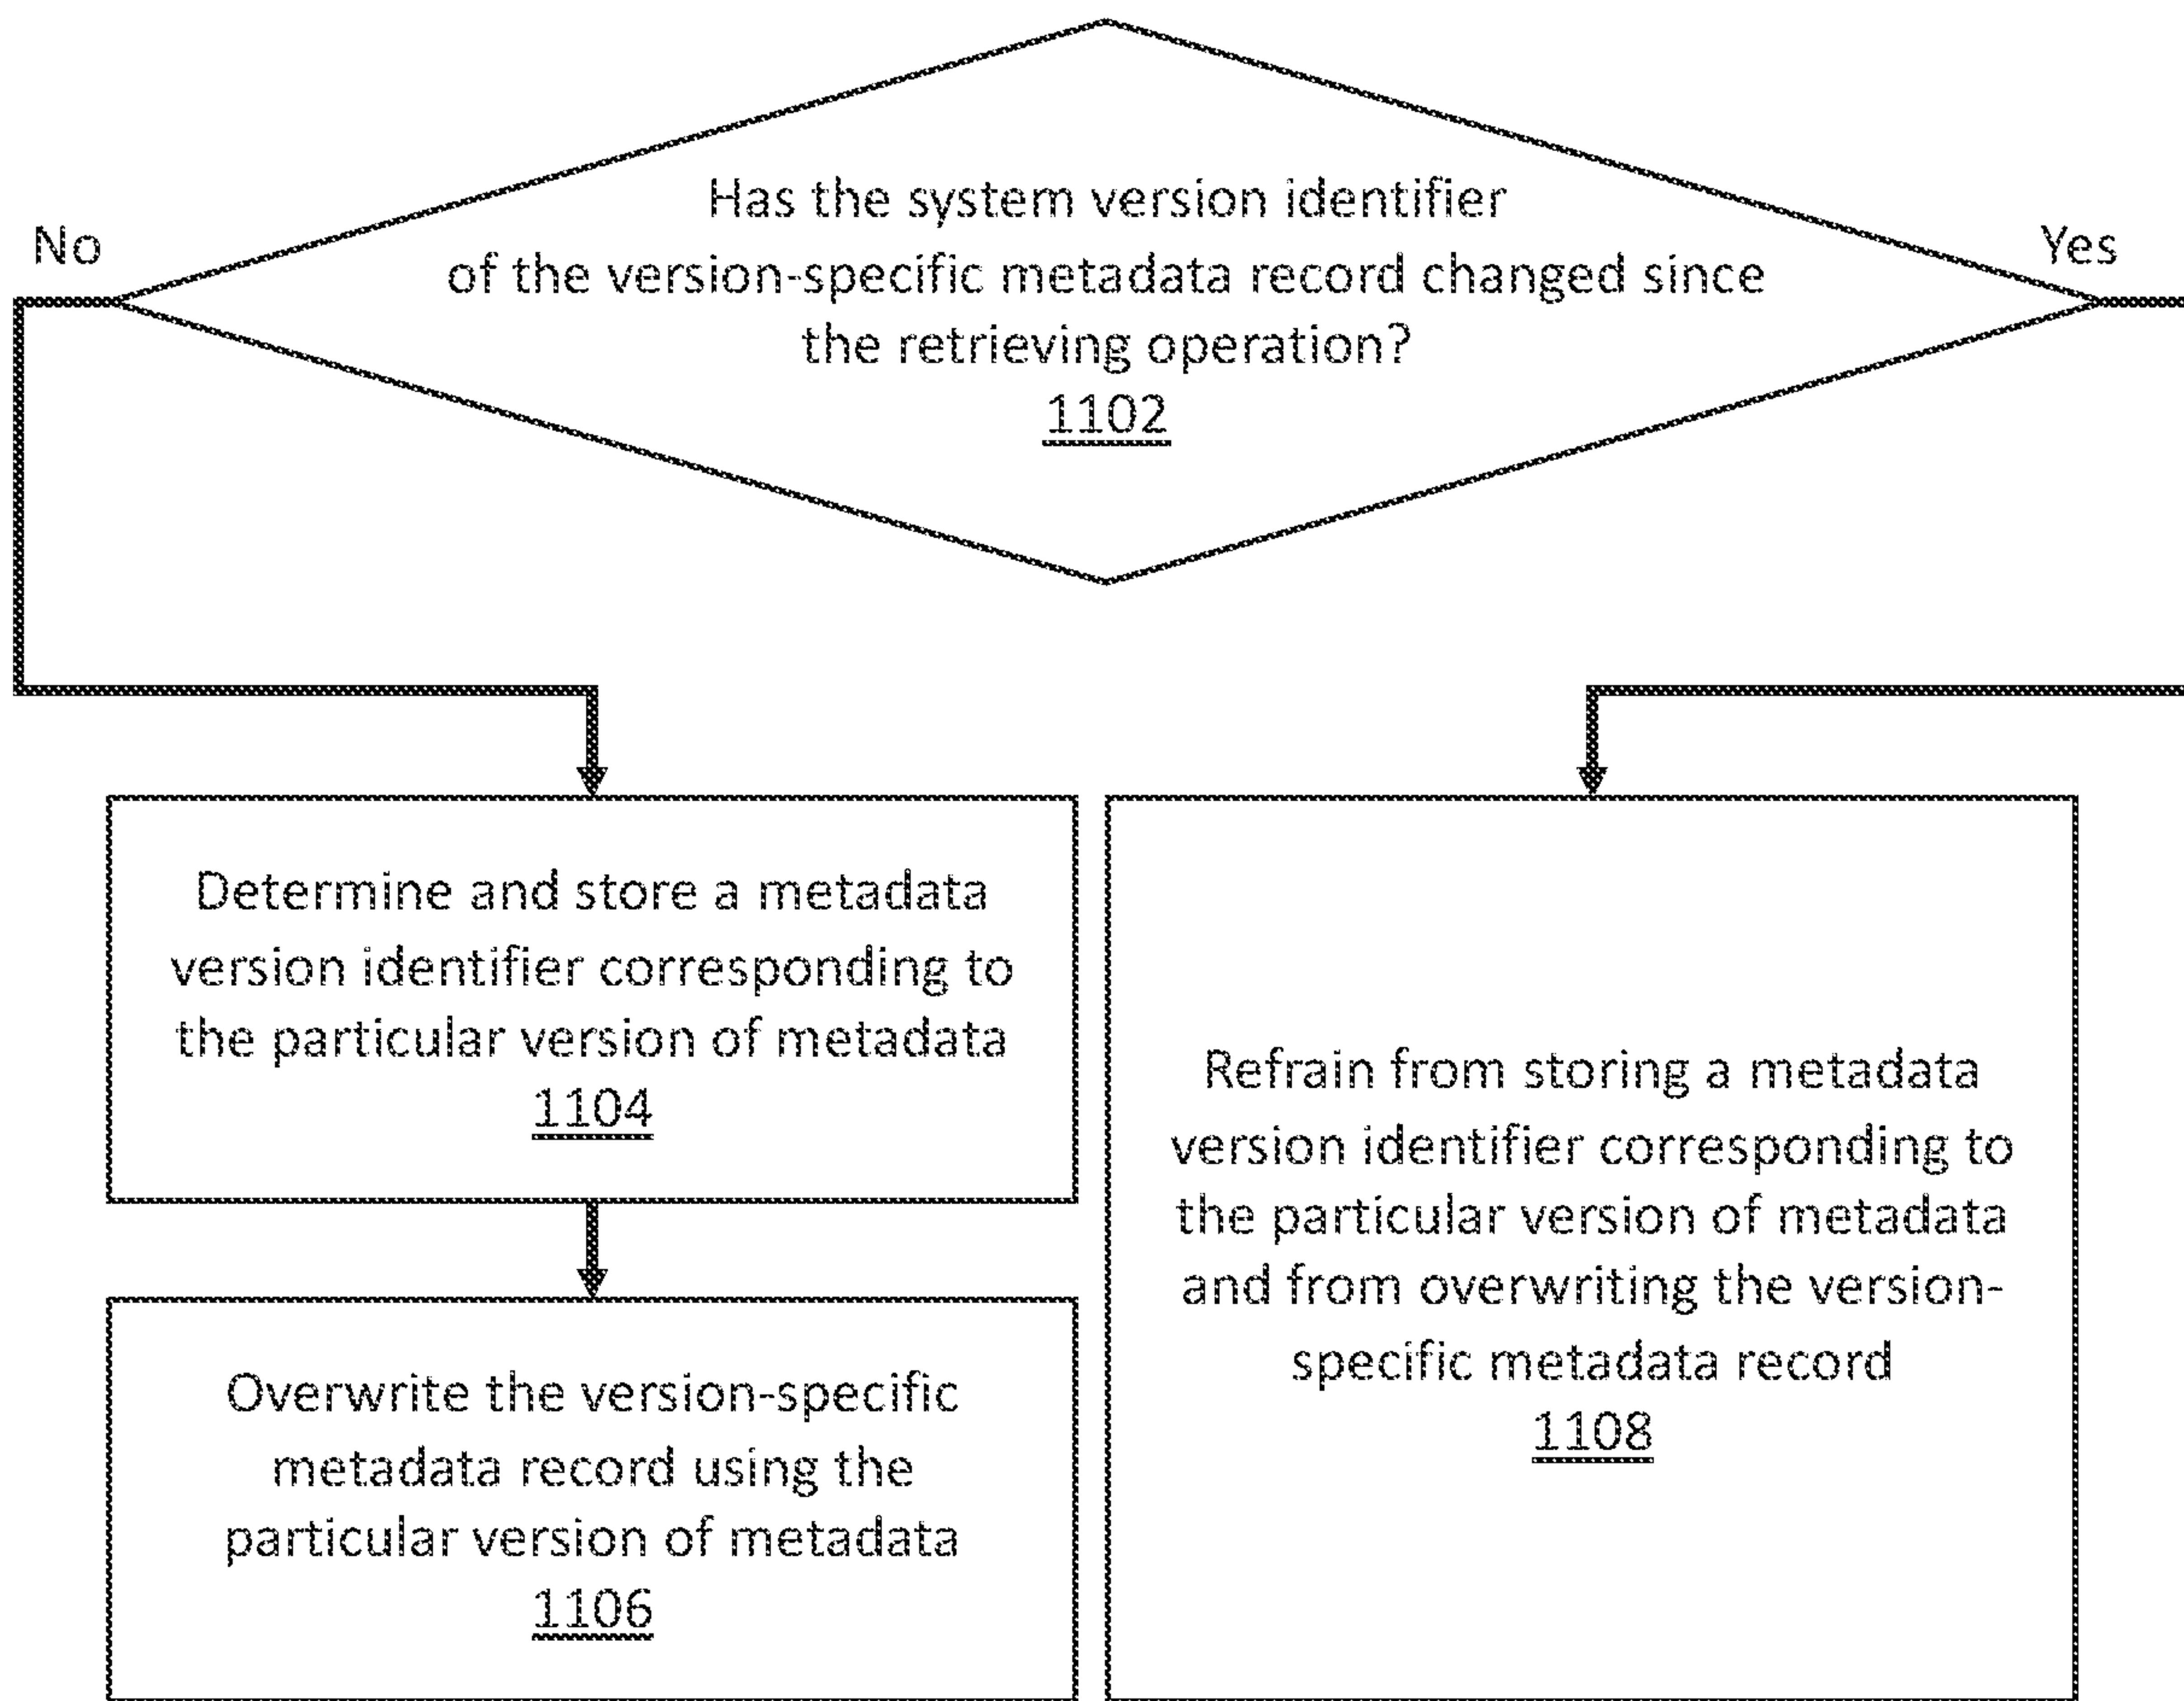 Has the system version identifier
No
Yes
of the version-specific metadata record changed since
the retrieving operation?
1102
Determine and store a metadata
version identifier corresponding to
the particular version of metadata
1104
Overwrite the version-specific
metadata record using the
particular version of metadata
1106
Refrain from storing a metadata
version identifier corresponding to
the particular version of metadata
and from overwriting the version-
specific metadata record
1108